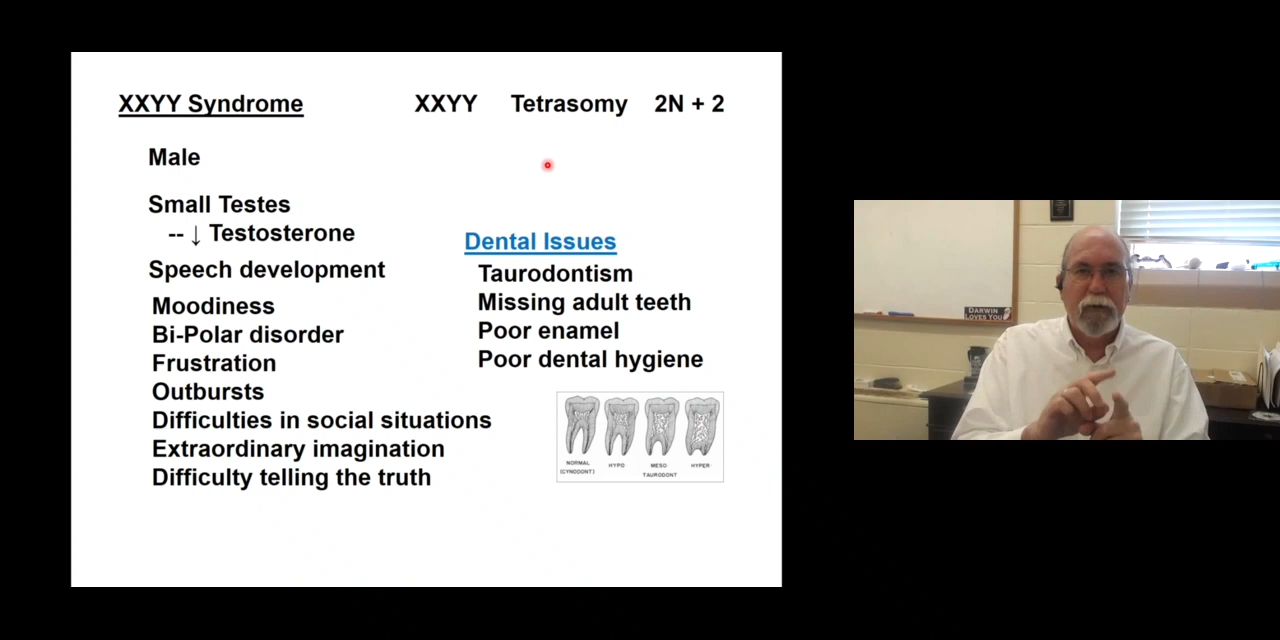 XXYY Syndrome XXYY Tetrasomy 2N + 2
Male
Small Testes
-- ↓ Testosterone
Speech development
Moodiness
Bi-Polar disorder
Frustration
Outbursts
Difficulties in social situations
Extraordinary imagination
Difficulty telling the truth
Dental Issues
Taurodontism
Missing adult teeth
Poor enamel
Poor dental hygiene
NORMAL HYPO MESO HYPER
(CYNODONT) TAURODONT
DARWIN
LOVES YOU